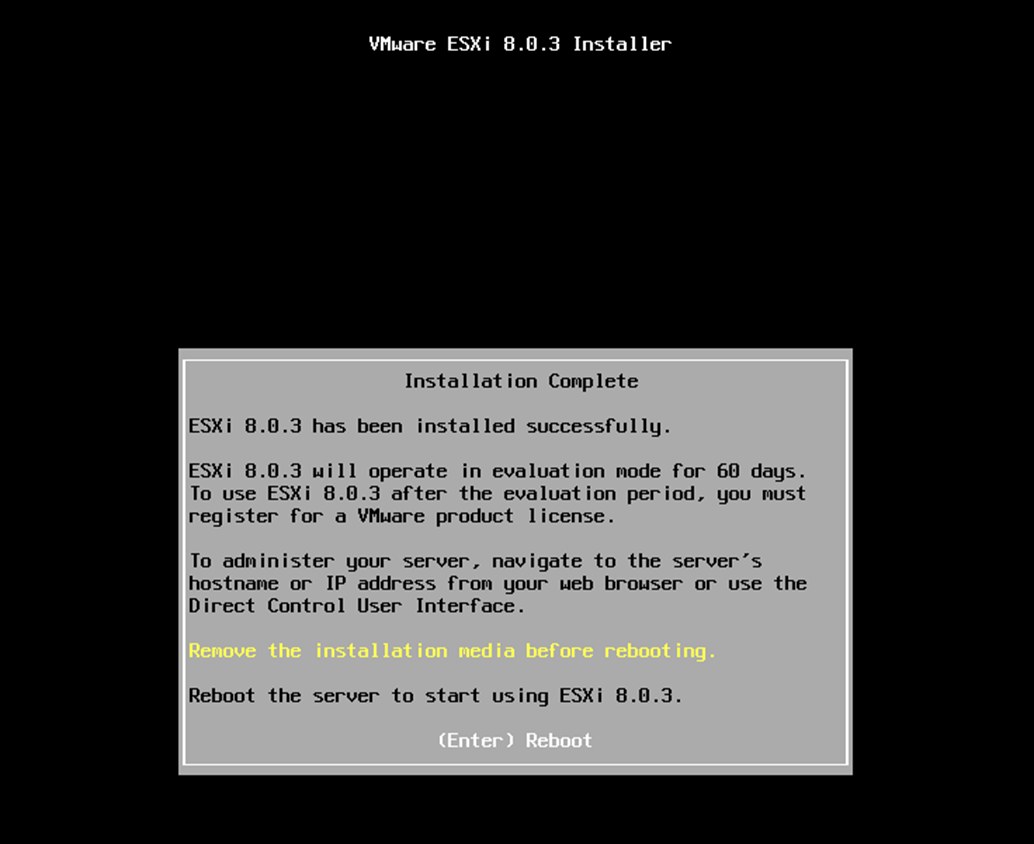 VMware ESXi 8.0.3 Installer
Installation Complete
ESXi 8.0.3 has been installed successfully.
ESXi 8.0.3 will operate in evaluation mode for 60 days.
To use ESXi 8.0.3 after the evaluation period, you must
register for a VMware product license.
To administer your server, navigate to the server's
hostname or IP address from your web browser or use the
Direct Control User Interface.
Remove the installation media before rebooting.
Reboot the server to start using ESXi 8.0.3.
(Enter) Reboot